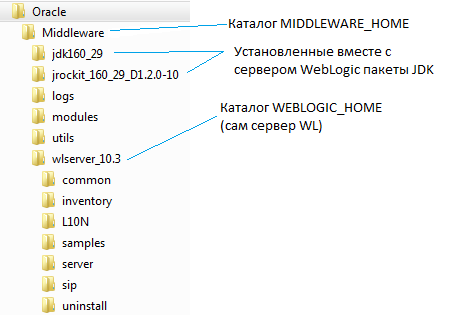 Oracle
Middleware
Каталог MIDDLEWARE_HOME
jdk160_29
Установленные вместе с
jrockit_160_29_D1.2.0-10
сервером WebLogic пакеты JDK
logs
modules
Каталог WEBLOGIC_HOME
utils
(сам сервер WL)
wlserver_10.3
common
inventory
L10N
samples
server
sip
uninstall